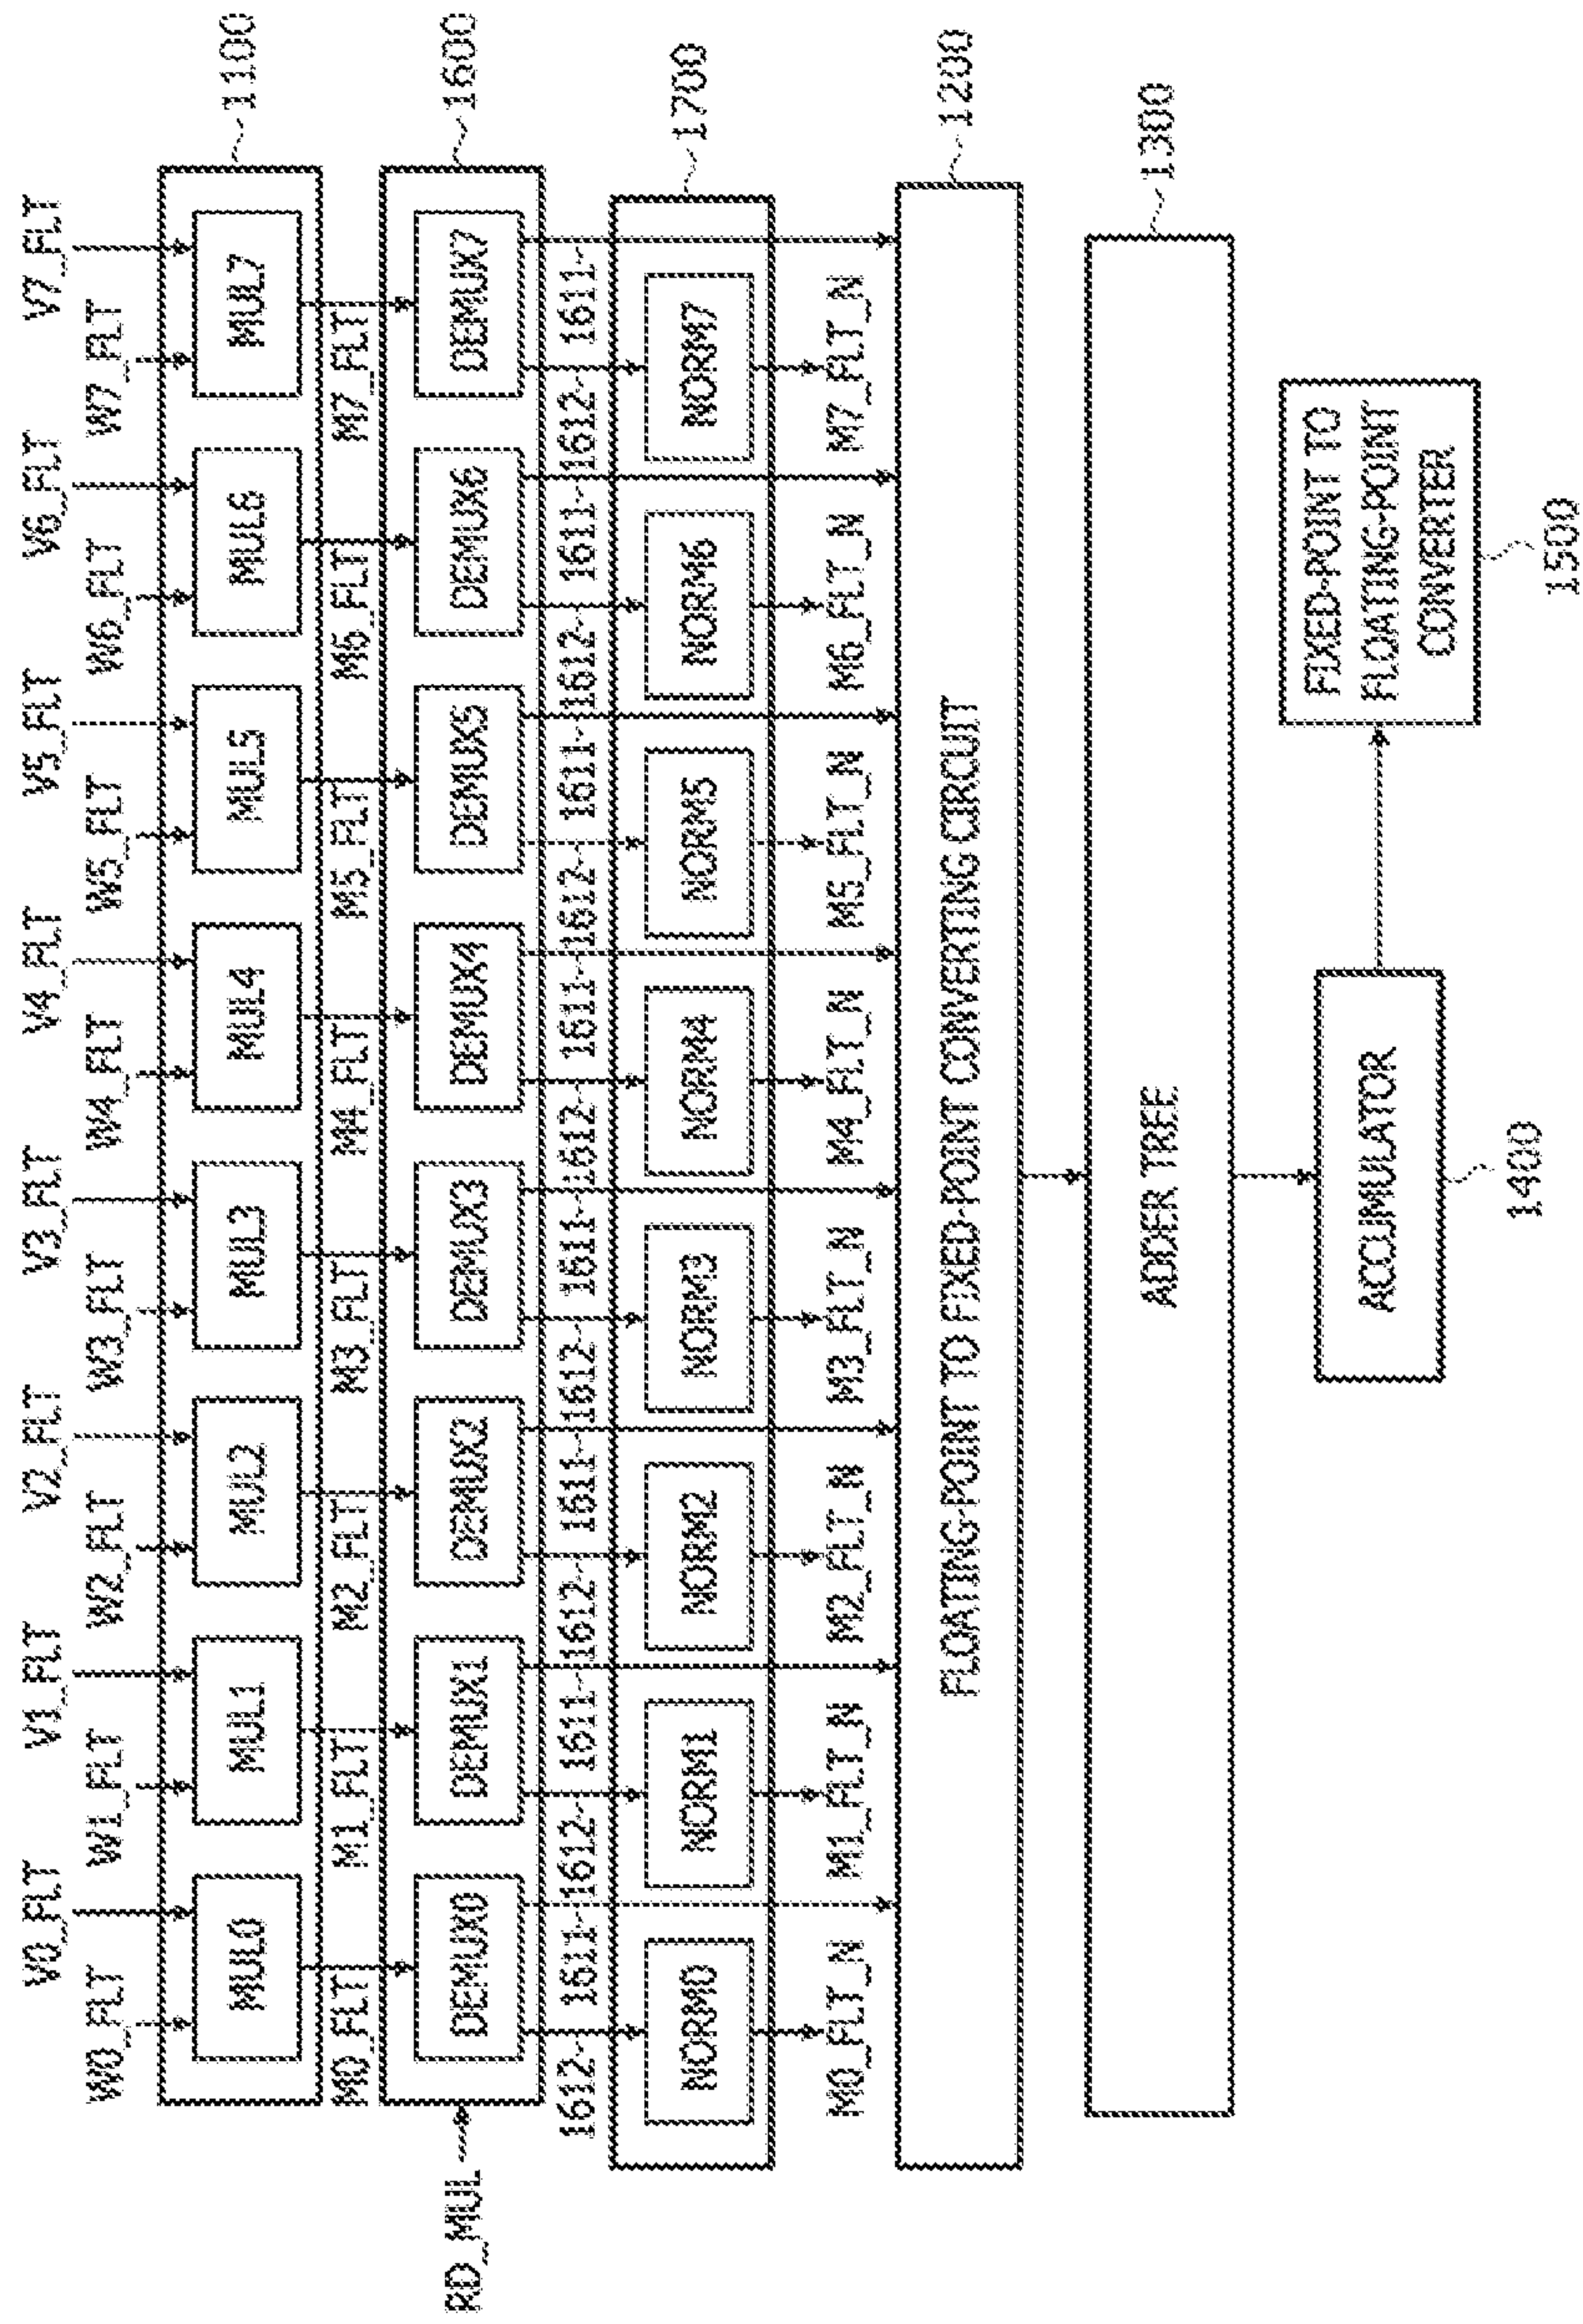 V0_FLT V1_FLT V2_FLT V3_FLT V4_FLT V5_FLT V6_FLT V7_FLT
W0_FLT W1_FLT W2_FLT W3_FLT W4_FLT W5_FLT W6_FLT W7_FLT
MUL0 MUL1 MUL2 MUL3 MUL4 MUL5 MUL6 MUL7 1100
M0_FLT M1_FLT M2_FLT M3_FLT M4_FLT M5_FLT M6_FLT M7_FLT
RD_MUL DEMUX0 DEMUX1 DEMUX2 DEMUX3 DEMUX4 DEMUX5 DEMUX6 DEMUX7 1600
1612 1611 1612 1611 1612 1611 1612 1611 1612 1611 1612 1611 1612 1611 1612 1611
NORM0 NORM1 NORM2 NORM3 NORM4 NORM5 NORM6 NORM7 1700
M0_FLT_N M1_FLT_N M2_FLT_N M3_FLT_N M4_FLT_N M5_FLT_N M6_FLT_N M7_FLT_N
FLOATING-POINT TO FIXED-POINT CONVERTING CIRCUIT 1200
ADDER TREE 1300
ACCUMULATOR
1400
FIXED-POINT TO
FLOATING-POINT
CONVERTER
1500